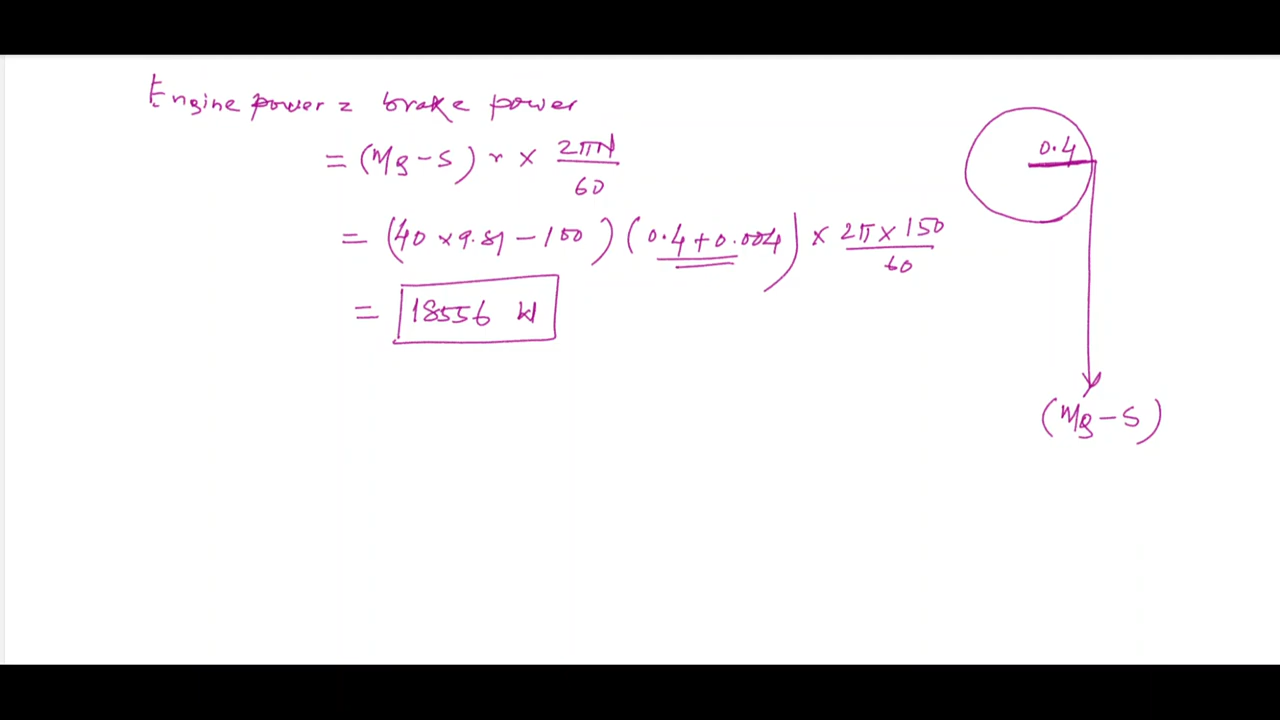 Engine power = brake power
= (Mg - S) r × 2πN/60
= (40 × 9.81 - 100) (0.4 + 0.004) × 2π × 150/60
= 18556 W
0.4
(Mg - S)